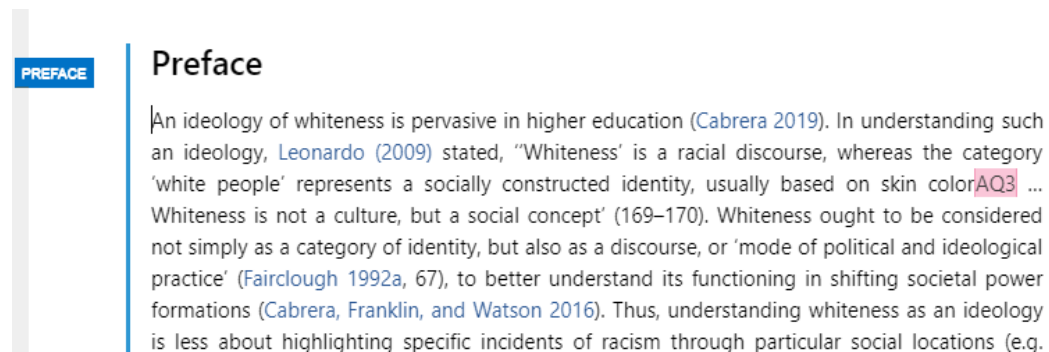 Preface
PREFACE
An ideology of whiteness is pervasive in higher education (Cabrera 2019). In understanding such
an ideology, Leonardo (2009) stated, ‘‘Whiteness’ is a racial discourse, whereas the category
‘white people’ represents a socially constructed identity, usually based on skin colorAQ3 ...
Whiteness is not a culture, but a social concept’ (169–170). Whiteness ought to be considered
not simply as a category of identity, but also as a discourse, or ‘mode of political and ideological
practice’ (Fairclough 1992a, 67), to better understand its functioning in shifting societal power
formations (Cabrera, Franklin, and Watson 2016). Thus, understanding whiteness as an ideology
is less about highlighting specific incidents of racism through particular social locations (e.g.